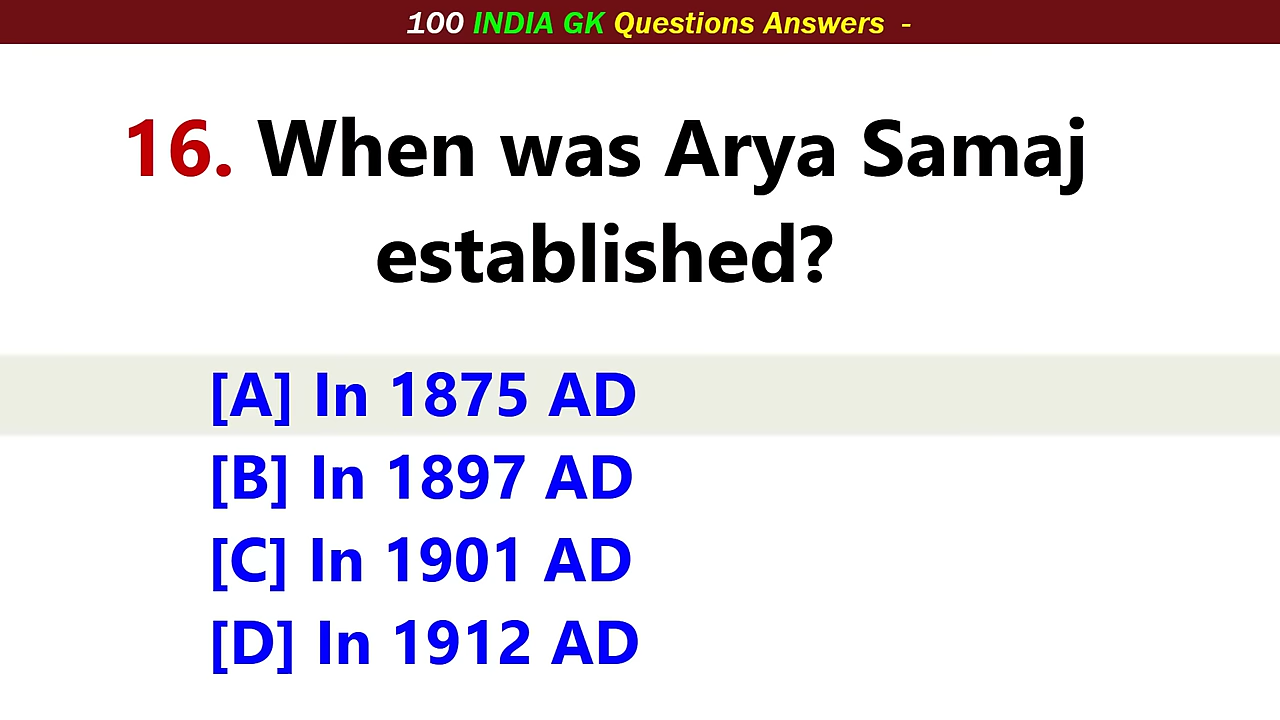 100 INDIA GK Questions Answers -
16. When was Arya Samaj
established?
[A] In 1875 AD
[B] In 1897 AD
[C] In 1901 AD
[D] In 1912 AD